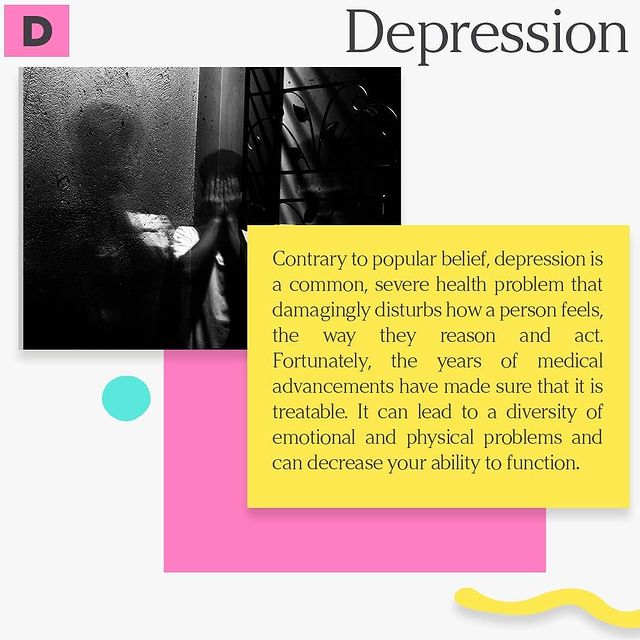 D
Depression
Contrary to popular belief, depression is
a common, severe health problem that
damagingly disturbs how a person feels,
the way they reason and act.
Fortunately, the years of medical
advancements have made sure that it is
treatable. It can lead to a diversity of
emotional and physical problems and
can decrease your ability to function.